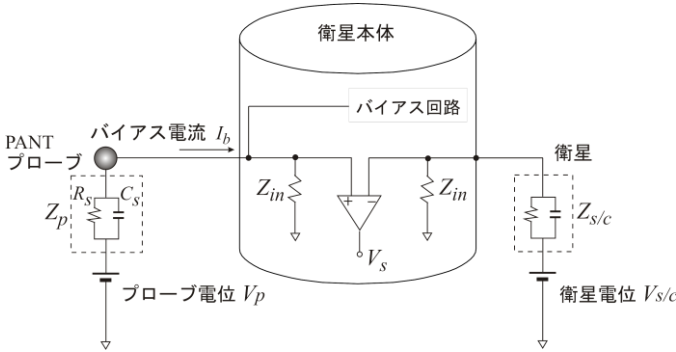 衛星本体
バイアス回路
PANT
プローブ
バイアス電流 I_b
衛星
R_s
C_s
Z_p
Z_in
+ −
Z_in
V_s
Z_s/c
プローブ電位 V_p
衛星電位 V_s/c